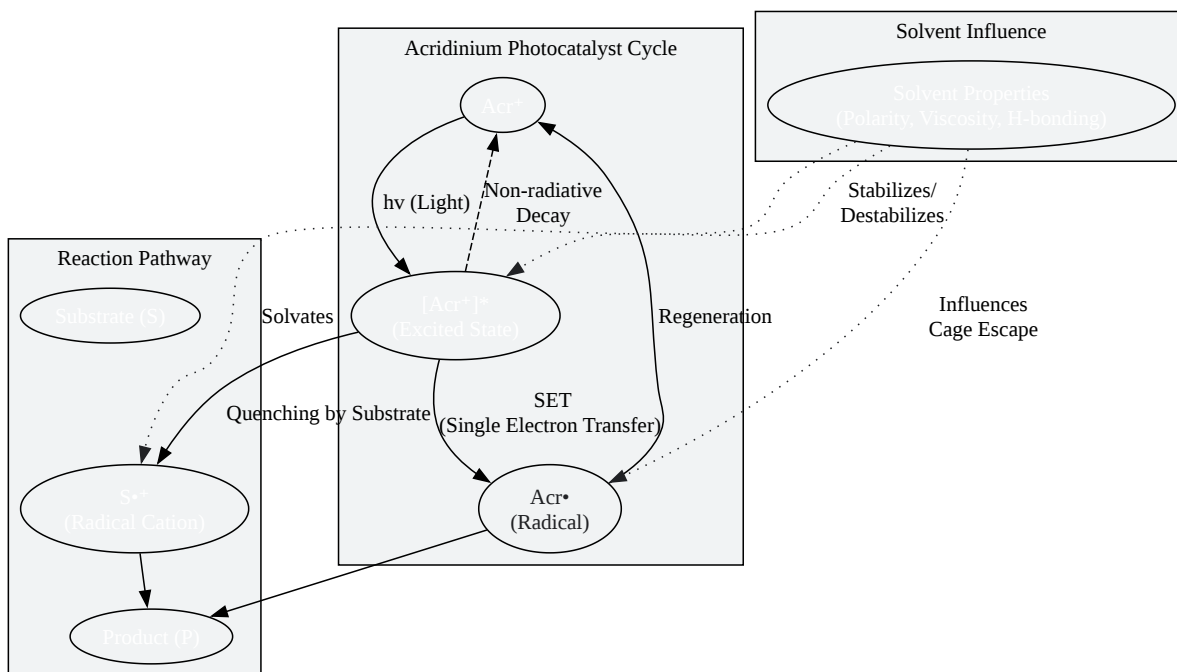 Solvent Influence
Solvent Properties
(Polarity, Viscosity, H-bonding)
Acridinium Photocatalyst Cycle
Acr⁺
hν (Light)
Non-radiative
Decay
Stabilizes/
Destabilizes
Reaction Pathway
Substrate (S)
Solvates
[Acr⁺]*
(Excited State)
Regeneration
Influences
Cage Escape
Quenching by Substrate
SET
(Single Electron Transfer)
S•⁺
(Radical Cation)
Acr•
(Radical)
Product (P)